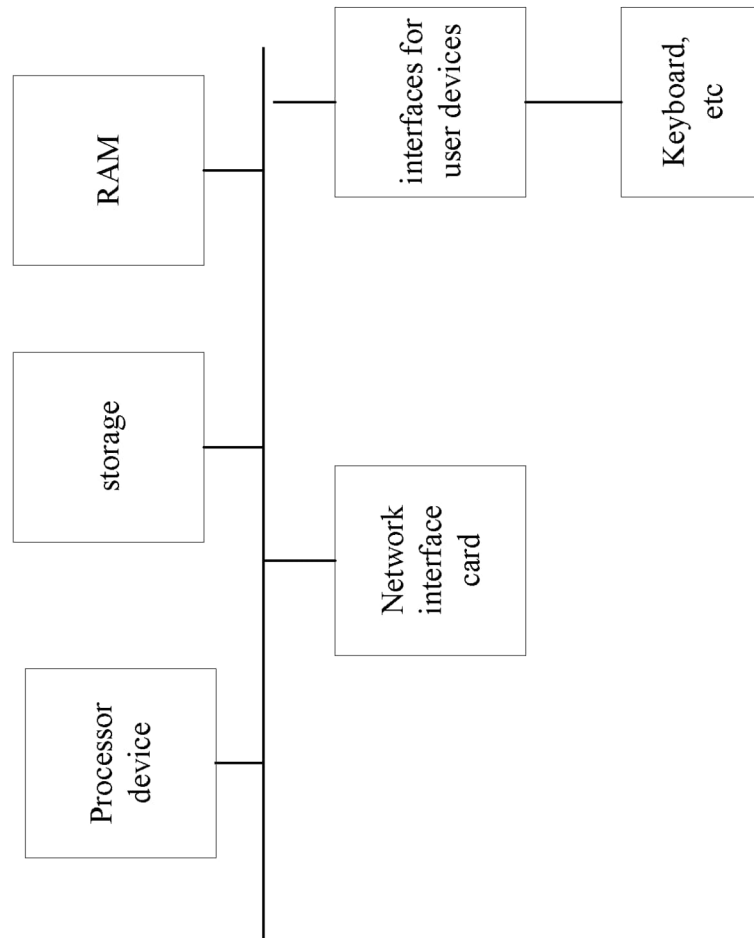 Processor
device
storage
RAM
Network
interface
card
interfaces for
user devices
Keyboard,
etc